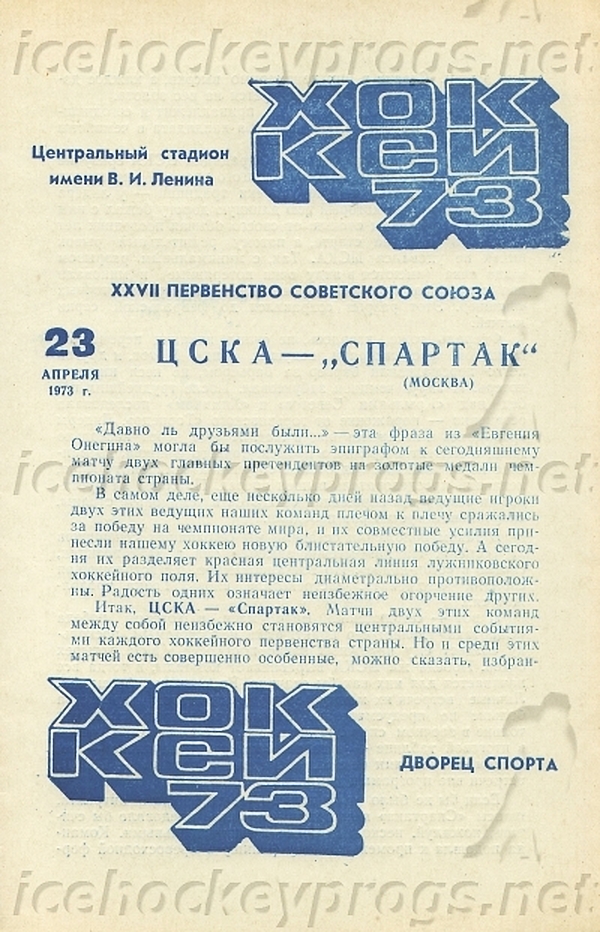 icehockeyprogs.net
ХОК
КЕЙ
73
Центральный стадион
имени В. И. Ленина
XXVII ПЕРВЕНСТВО СОВЕТСКОГО СОЮЗА
23
АПРЕЛЯ
1973 г.
ЦСКА — „СПАРТАК“
(МОСКВА)
«Давно ль друзьями были...» — эта фраза из «Евгения
Онегина» могла бы послужить эпиграфом к сегодняшнему
матчу двух главных претендентов на золотые медали чем-
пионата страны.
icehockeyprogs.net
В самом деле, еще несколько дней назад ведущие игроки
двух этих ведущих наших команд плечом к плечу сражались
за победу на чемпионате мира, и их совместные усилия при-
несли нашему хоккею новую блистательную победу. А сегод-
ня их разделяет красная центральная линия лужниковского
хоккейного поля. Их интересы диаметрально противополож-
ны. Радость одних означает неизбежное огорчение других.
Итак, ЦСКА — «Спартак». Матчи двух этих команд
между собой неизбежно становятся центральными события-
ми каждого хоккейного первенства страны. Но и среди этих
матчей есть совершенно особенные, можно сказать, избран-
ХОК
КЕЙ
73
ДВОРЕЦ СПОРТА
icehockeyprogs.net